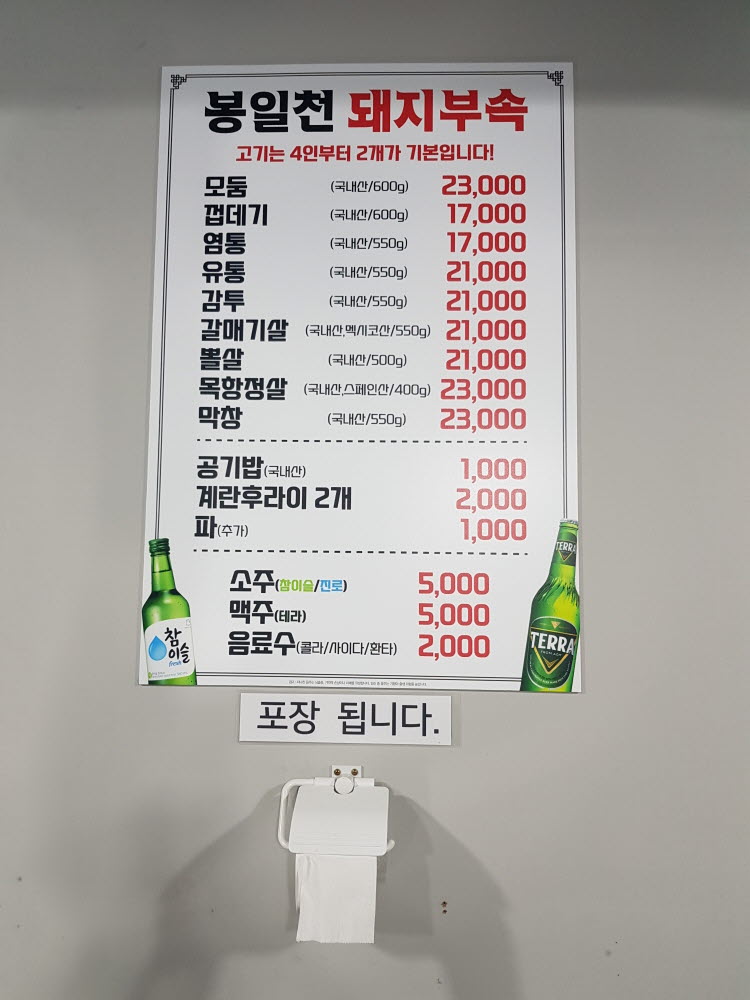 봉일천 돼지부속
고기는 4인부터 2개가 기본입니다!
모둠 (국내산/600g) 23,000
껍데기 (국내산/600g) 17,000
염통 (국내산/550g) 17,000
유통 (국내산/550g) 21,000
감투 (국내산/550g) 21,000
갈매기살 (국내산,멕시코산/550g) 21,000
뽈살 (국내산/500g) 21,000
목항정살 (국내산,스페인산/400g) 23,000
막창 (국내산/550g) 23,000
공기밥(국내산) 1,000
계란후라이 2개 2,000
파(추가) 1,000
소주(참이슬/진로) 5,000
맥주(테라) 5,000
음료수(콜라/사이다/환타) 2,000
참이슬
fresh
TERRA
TERRA
포장 됩니다.